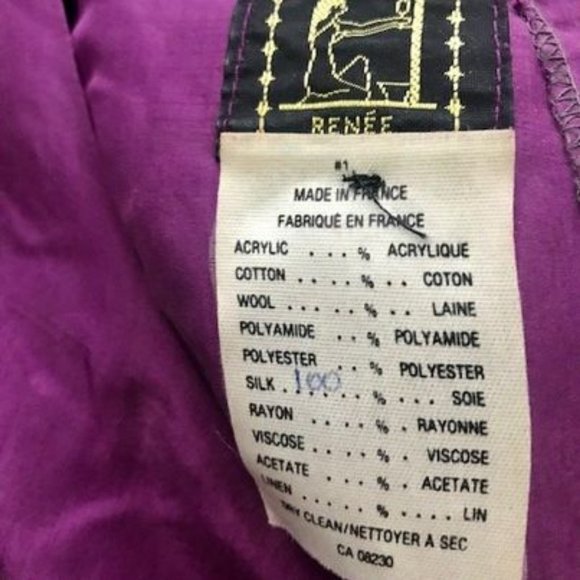 RENÉE
#1
MADE IN FRANCE
FABRIQUÉ EN FRANCE
ACRYLIC . . . . % ACRYLIQUE
COTTON . . . . % . . COTON
WOOL . . . . . . % . . . LAINE
POLYAMIDE . . % POLYAMIDE
POLYESTER . . % POLYESTER
SILK . 100 . . . % . . . . SOIE
RAYON . . . . . % . RAYONNE
VISCOSE . . . . % . VISCOSE
ACETATE . . . . % . ACETATE
LINEN . . . . . % . . . . . LIN
DRY CLEAN/NETTOYER À SEC
CA 08230